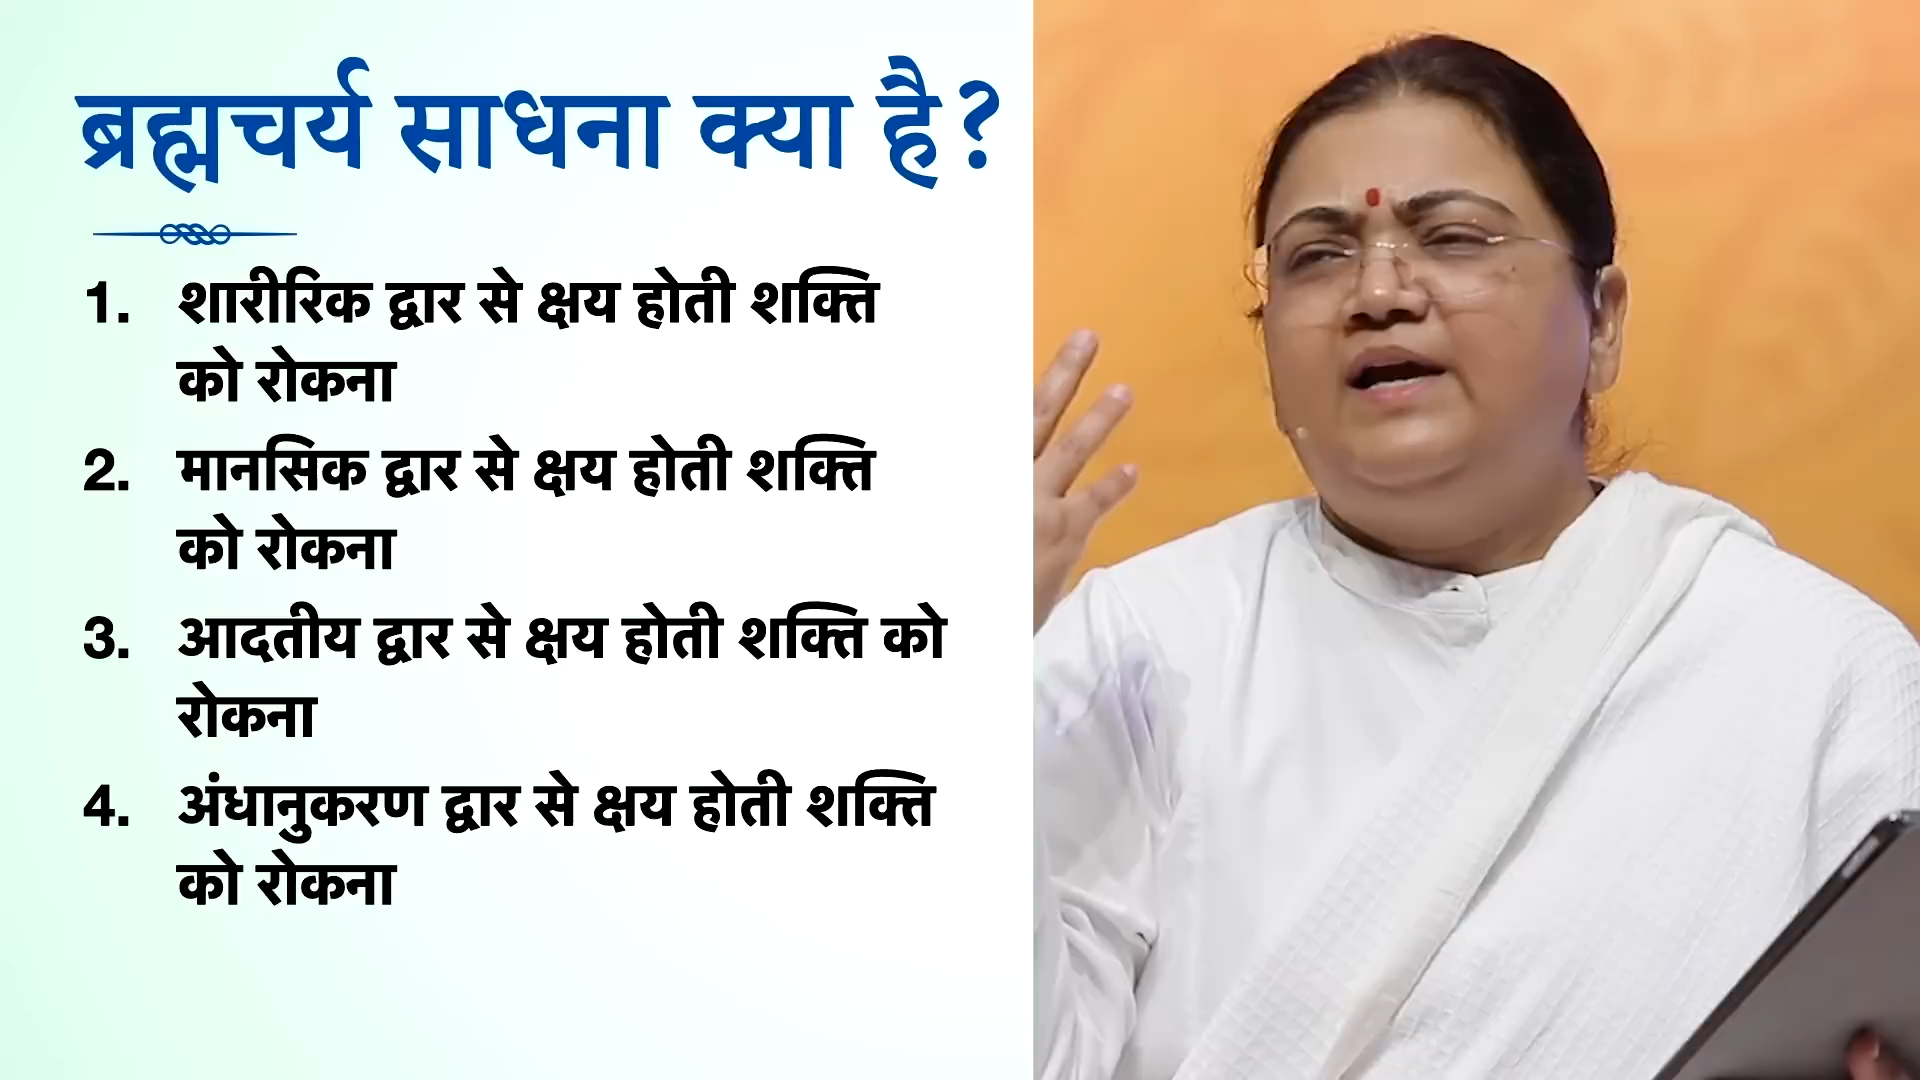 ब्रह्मचर्य साधना क्या है?
1. शारीरिक द्वार से क्षय होती शक्ति
को रोकना
2. मानसिक द्वार से क्षय होती शक्ति
को रोकना
3. आदतीय द्वार से क्षय होती शक्ति को
रोकना
4. अंधानुकरण द्वार से क्षय होती शक्ति
को रोकना